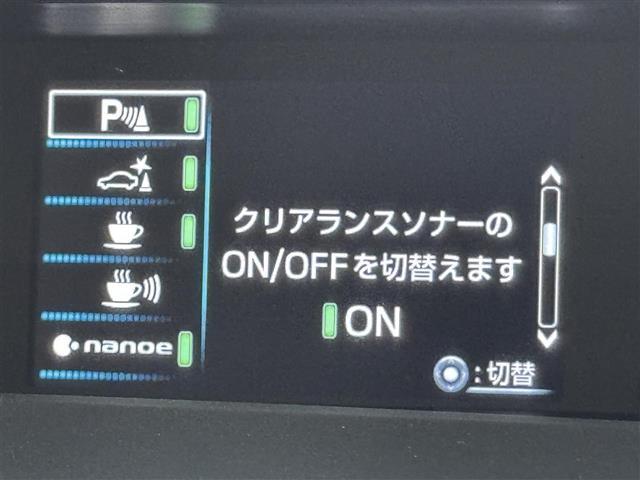 P
クリアランスソナーの
ON/OFFを切替えます
ON
nanoe
:切替